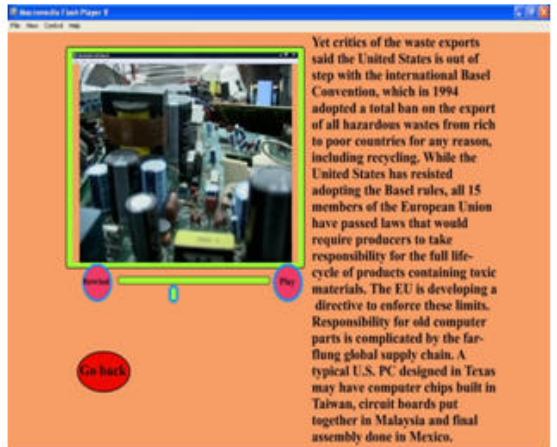 Macromedia Flash Player 8
File View Control Help
Yet critics of the waste exports
said the United States is out of
step with the international Basel
Convention, which in 1994
adopted a total ban on the export
of all hazardous wastes from rich
to poor countries for any reason,
including recycling. While the
United States has resisted
adopting the Basel rules, all 15
members of the European Union
have passed laws that would
require producers to take
responsibility for the full life-
cycle of products containing toxic
materials. The EU is developing a
directive to enforce these limits.
Responsibility for old computer
parts is complicated by the far-
flung global supply chain. A
typical U.S. PC designed in Texas
may have computer chips built in
Taiwan, circuit boards put
together in Malaysia and final
assembly done in Mexico.
Rewind
Play
Go back